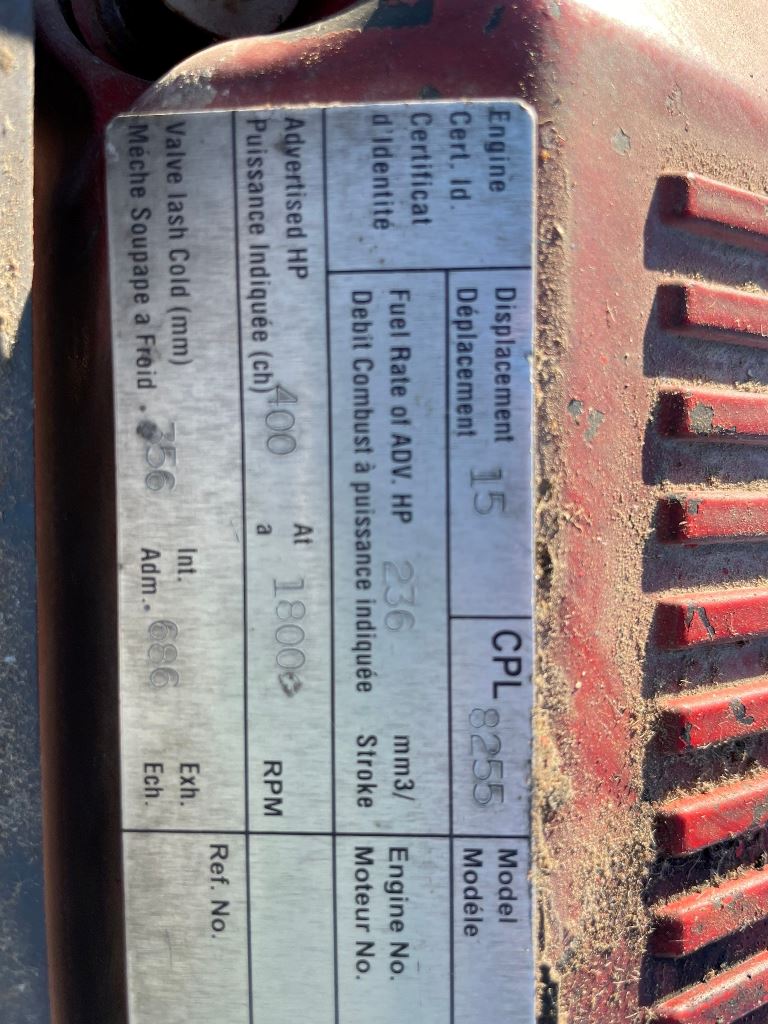 Engine
Cert. Id.
Certificat
d'Identité
Displacement 15
Déplacement
CPL 8255
Model
Modèle
Fuel Rate of ADV. HP 236 mm3/
Debit Combust à puissance indiquée Stroke
Engine No.
Moteur No.
Advertised HP 400 At 1800 RPM
Puissance Indiquée (ch) a
Valve lash Cold (mm) 356 Int. 686 Exh.
Méche Soupape a Froid . Adm.. Ech.
Ref. No.